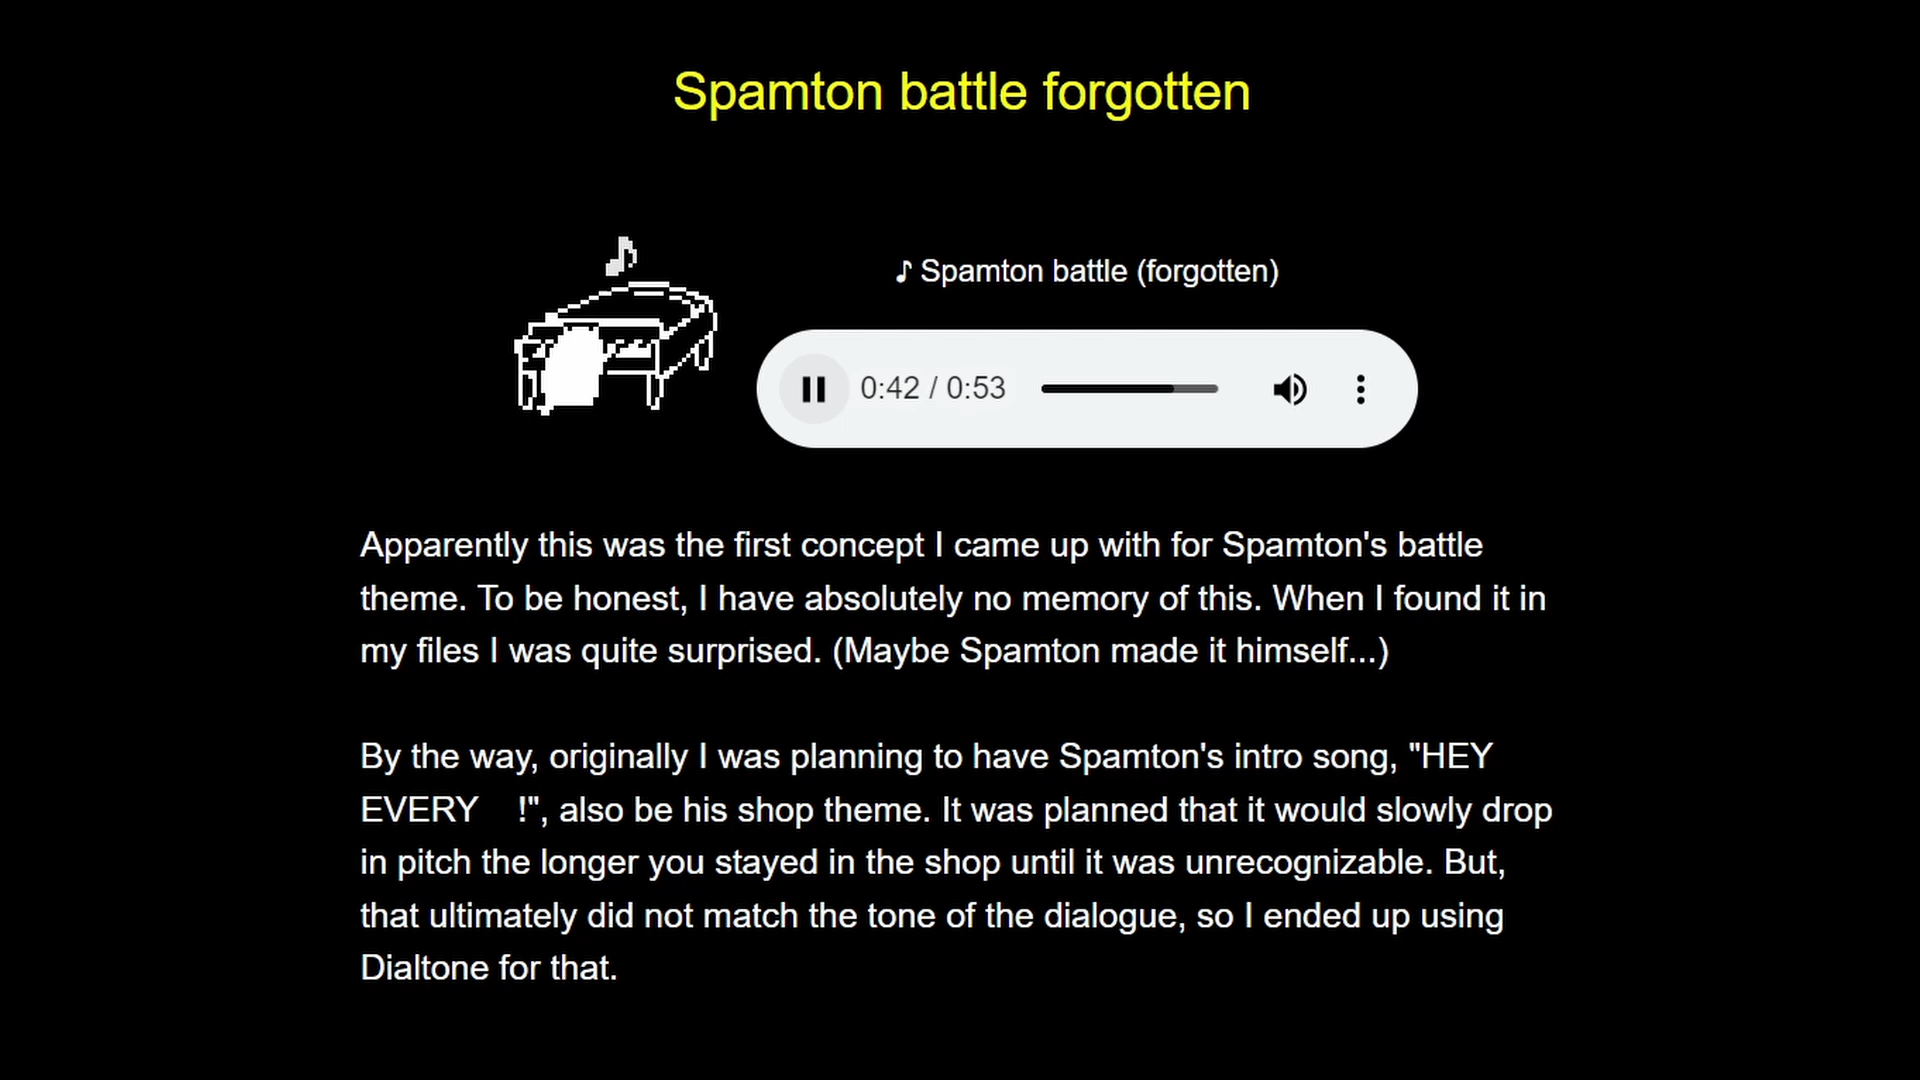 Spamton battle forgotten
♪ Spamton battle (forgotten)
0:42 / 0:53
Apparently this was the first concept I came up with for Spamton's battle
theme. To be honest, I have absolutely no memory of this. When I found it in
my files I was quite surprised. (Maybe Spamton made it himself...)
By the way, originally I was planning to have Spamton's intro song, "HEY
EVERY    !", also be his shop theme. It was planned that it would slowly drop
in pitch the longer you stayed in the shop until it was unrecognizable. But,
that ultimately did not match the tone of the dialogue, so I ended up using
Dialtone for that.